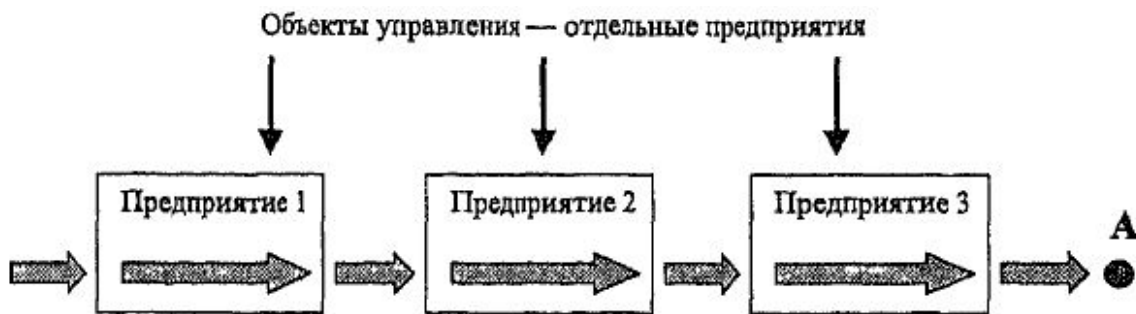 Объекты управления — отдельные предприятия
Предприятие 1
Предприятие 2
Предприятие 3
А